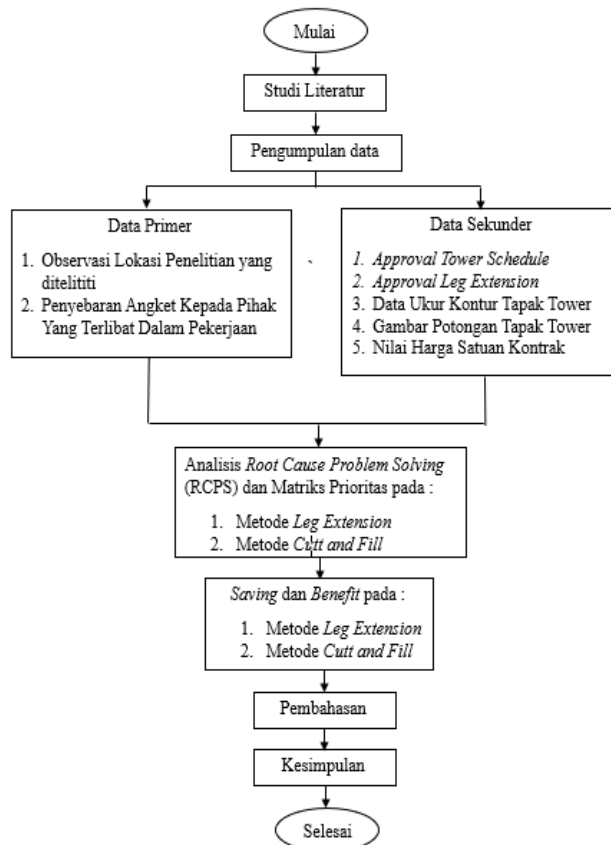 Mulai
Studi Literatur
Pengumpulan data
Data Primer
1. Observasi Lokasi Penelitian yang
ditelititi
2. Penyebaran Angket Kepada Pihak
Yang Terlibat Dalam Pekerjaan
Data Sekunder
1. Approval Tower Schedule
2. Approval Leg Extension
3. Data Ukur Kontur Tapak Tower
4. Gambar Potongan Tapak Tower
5. Nilai Harga Satuan Kontrak
Analisis Root Cause Problem Solving
(RCPS) dan Matriks Prioritas pada :
1. Metode Leg Extension
2. Metode Cutt and Fill
Saving dan Benefit pada :
1. Metode Leg Extension
2. Metode Cutt and Fill
Pembahasan
Kesimpulan
Selesai